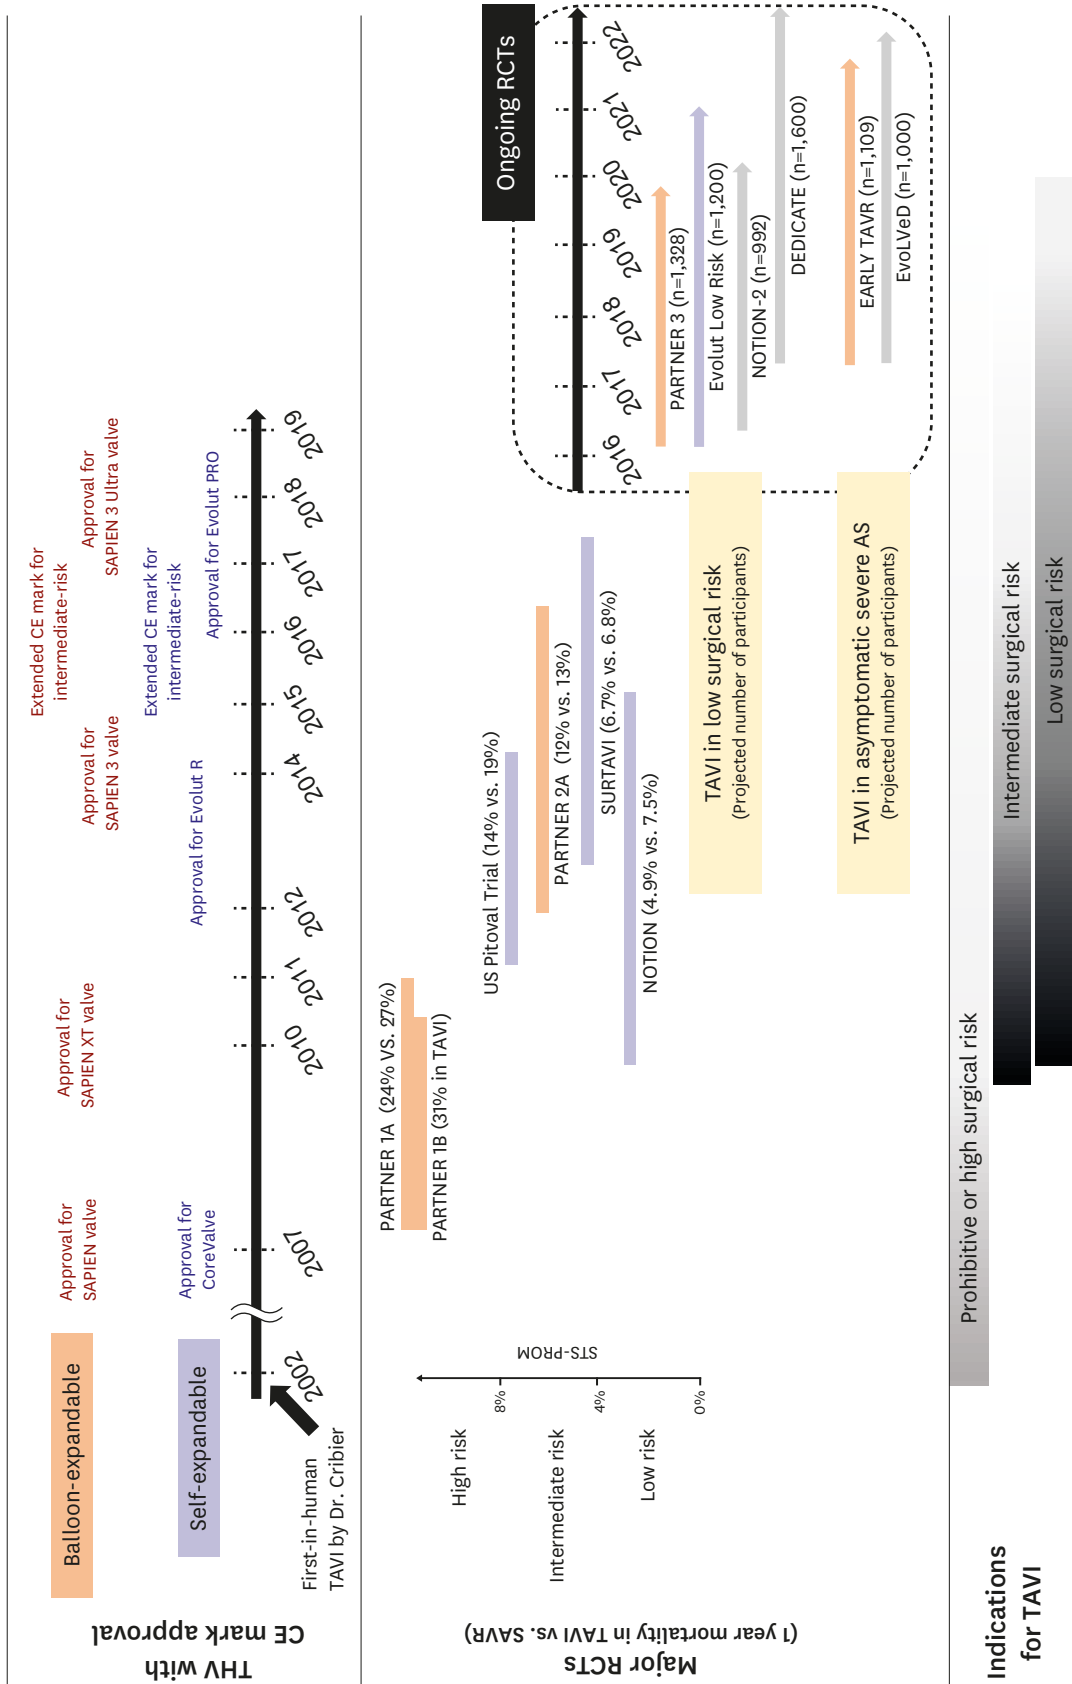 THV with
CE mark approval
Balloon-expandable
Self-expandable
First-in-human
TAVI by Dr. Cribier
Approval for
SAPIEN valve
Approval for
CoreValve
Approval for
SAPIEN XT valve
Approval for Evolut R
Approval for
SAPIEN 3 valve
Extended CE mark for
intermediate-risk
Extended CE mark for
intermediate-risk
Approval for
SAPIEN 3 Ultra valve
Approval for Evolut PRO
2002
2007
2010
2011
2012
2014
2015
2016
2017
2018
2019
Major RCTs
(1 year mortality in TAVI vs. SAVR)
High risk
Intermediate risk
Low risk
8%
4%
0%
STS-PROM
PARTNER 1A (24% vs. 27%)
PARTNER 1B (31% in TAVI)
US Pitoval Trial (14% vs. 19%)
PARTNER 2A (12% vs. 13%)
SURTAVI (6.7% vs. 6.8%)
NOTION (4.9% vs. 7.5%)
TAVI in low surgical risk
(Projected number of participants)
TAVI in asymptomatic severe AS
(Projected number of participants)
Ongoing RCTs
2016
2017
2018
2019
2020
2021
2022
PARTNER 3 (n=1,328)
Evolut Low Risk (n=1,200)
NOTION-2 (n=992)
DEDICATE (n=1,600)
EARLY TAVR (n=1,109)
EvoLVeD (n=1,000)
Indications
for TAVI
Prohibitive or high surgical risk
Intermediate surgical risk
Low surgical risk